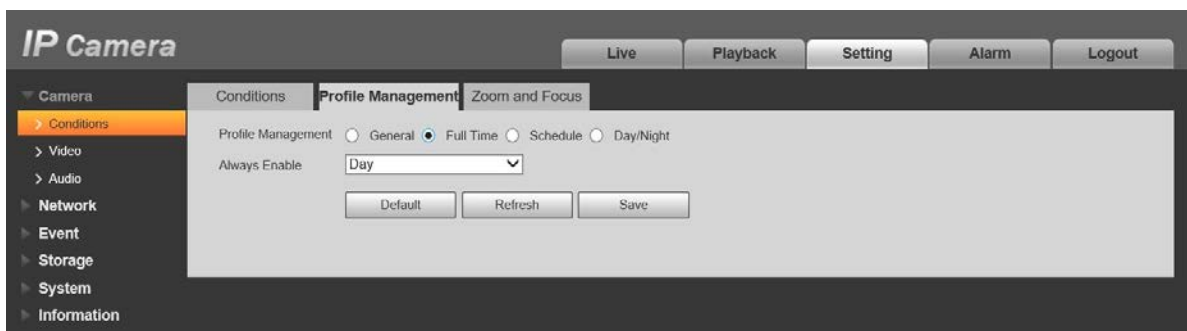 IP Camera
Live Playback Setting Alarm Logout
Camera
Conditions Profile Management Zoom and Focus
> Conditions
Profile Management General Full Time Schedule Day/Night
> Video
Always Enable Day
> Audio
Default Refresh Save
Network
Event
Storage
System
Information